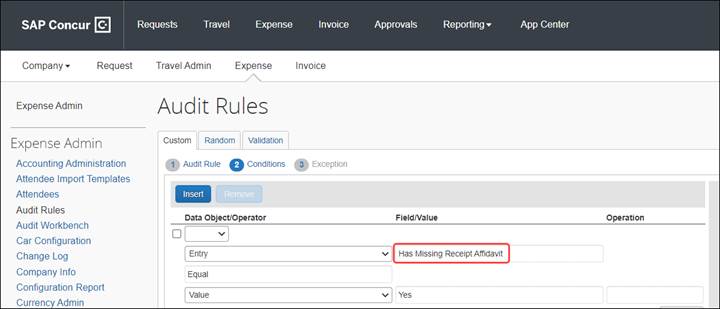 SAP Concur C Requests Travel Expense Invoice Approvals Reporting App Center
Company Request Travel Admin Expense Invoice
Expense Admin
Audit Rules
Expense Admin
Accounting Administration
Attendee Import Templates
Attendees
Audit Rules
Audit Workbench
Car Configuration
Change Log
Company Info
Configuration Report
Currency Admin
Custom Random Validation
1 Audit Rule 2 Conditions 3 Exception
Insert Remove
Data Object/Operator Field/Value Operation
Entry Has Missing Receipt Affidavit
Equal
Value Yes